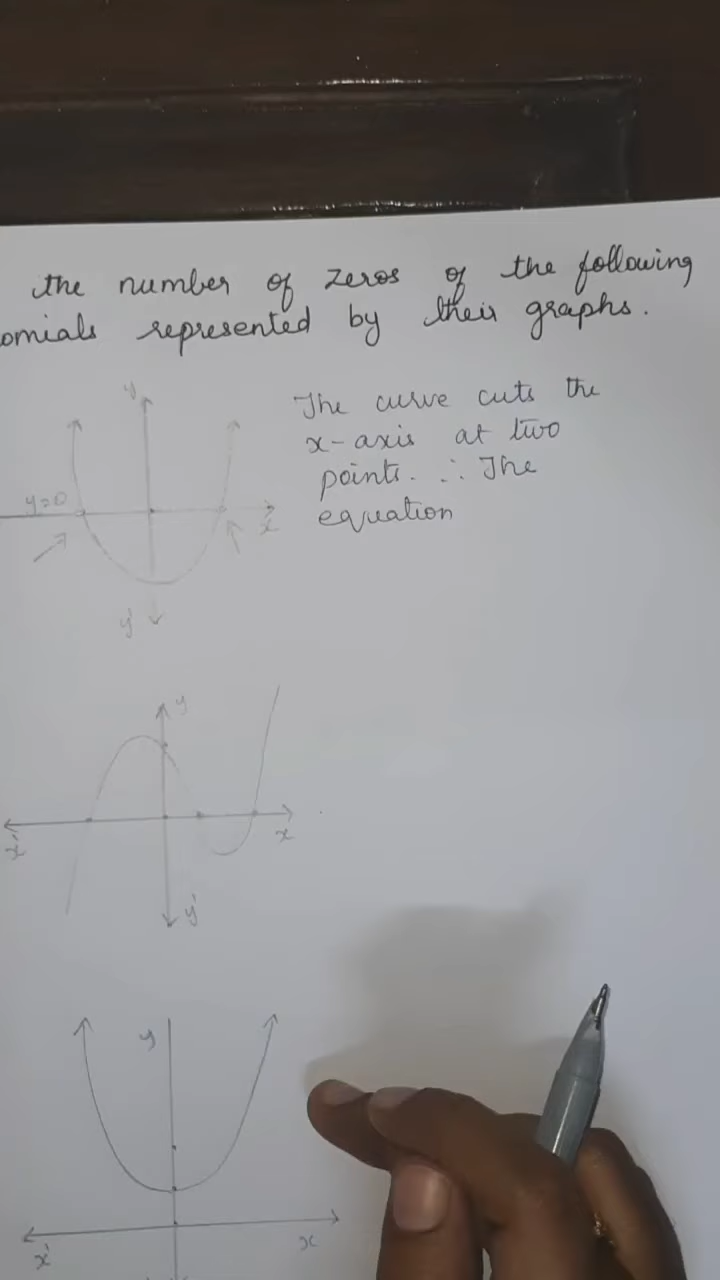 the number of zeros of the following
omials represented by their graphs.
y
The curve cuts the
x-axis at two
points. ∴ The
equation
y=0
x
y'
y
x'
x
y'
y
x'
x